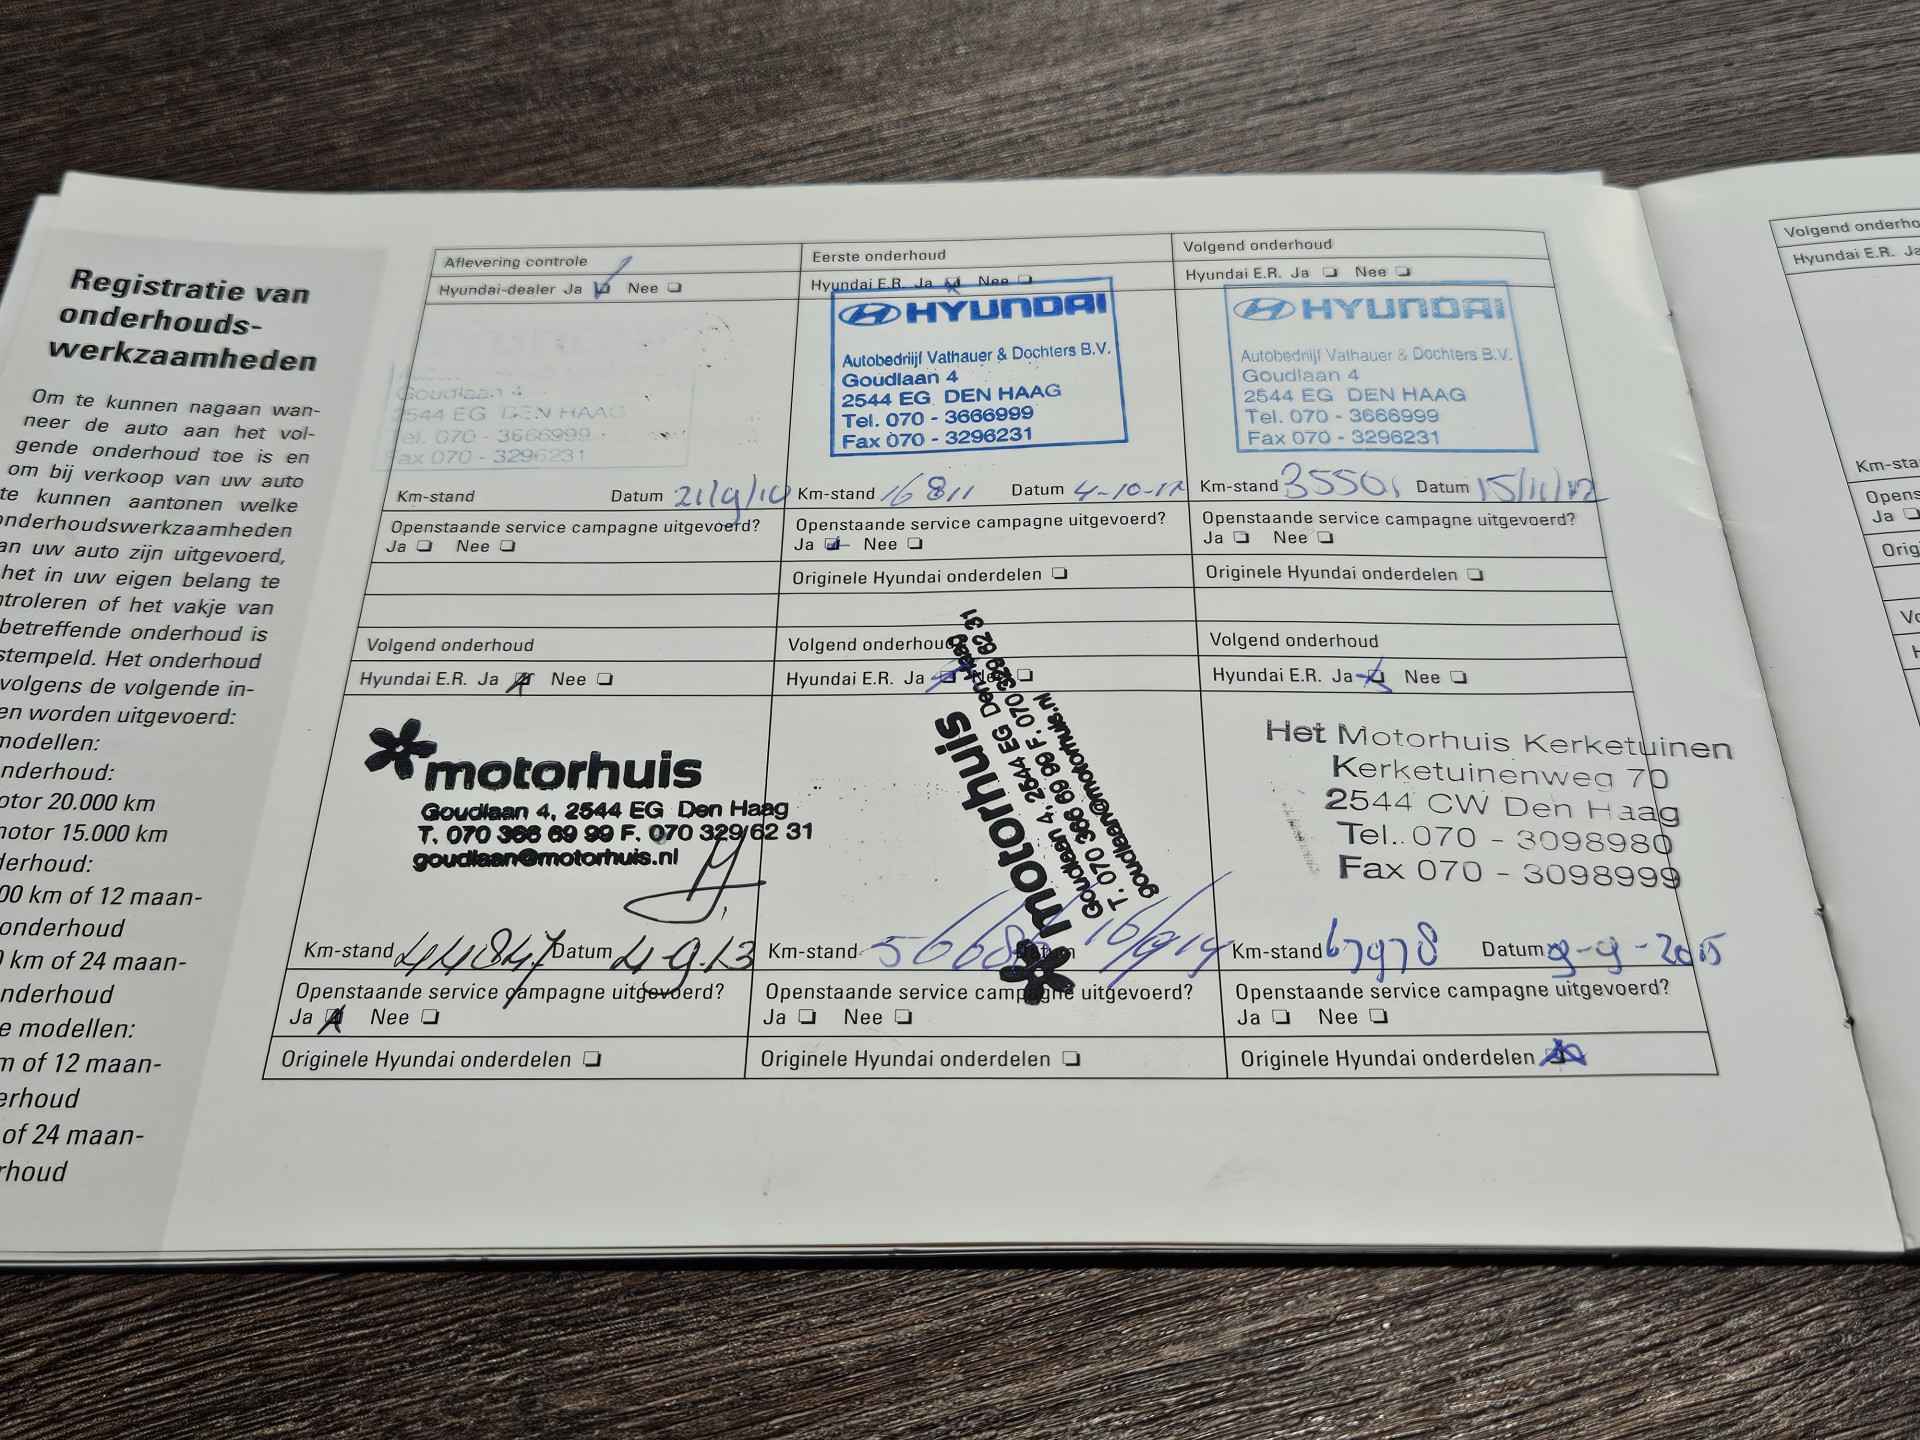 Registratie van
onderhouds-
werkzaamheden
Om te kunnen nagaan wan-
neer de auto aan het vol-
gende onderhoud toe is en
om bij verkoop van uw auto
te kunnen aantonen welke
onderhoudswerkzaamheden
an uw auto zijn uitgevoerd,
het in uw eigen belang te
ntroleren of het vakje van
betreffende onderhoud is
stempeld. Het onderhoud
volgens de volgende in-
en worden uitgevoerd:
modellen:
nderhoud:
otor 20.000 km
motor 15.000 km
derhoud:
00 km of 12 maan-
onderhoud
0 km of 24 maan-
nderhoud
e modellen:
m of 12 maan-
erhoud
of 24 maan-
rhoud
Aflevering controle
Hyundai-dealer Ja Nee
Goudlaan 4
2544 EG DEN HAAG
Tel. 070 - 3666999
Fax 070 - 3296231
Km-stand Datum 21/9/10
Openstaande service campagne uitgevoerd?
Ja Nee
Eerste onderhoud
Hyundai E.R. Ja Nee
HYUNDAI
Autobedrijf Vathauer & Dochters B.V.
Goudlaan 4
2544 EG DEN HAAG
Tel. 070 - 3666999
Fax 070 - 3296231
Km-stand 16811 Datum 4-10-12
Openstaande service campagne uitgevoerd?
Ja Nee
Originele Hyundai onderdelen
Volgend onderhoud
Hyundai E.R. Ja Nee
HYUNDAI
Autobedrijf Vathauer & Dochters B.V.
Goudlaan 4
2544 EG DEN HAAG
Tel. 070 - 3666999
Fax 070 - 3296231
Km-stand 35501 Datum 15/11/12
Openstaande service campagne uitgevoerd?
Ja Nee
Originele Hyundai onderdelen
Volgend onderhoud
Hyundai E.R. Ja Nee
motorhuis
Goudlaan 4, 2544 EG Den Haag
T. 070 366 69 99 F. 070 329 62 31
goudlaan@motorhuis.nl
Km-stand 44847 Datum 4-9-13
Openstaande service campagne uitgevoerd?
Ja Nee
Originele Hyundai onderdelen
Volgend onderhoud
Hyundai E.R. Ja Nee
motorhuis
Goudlaan 4, 2544 EG Den Haag
T. 070 366 69 99 F. 070 329 62 31
goudlaan@motorhuis.nl
Km-stand Datum 16/9/14
Openstaande service campagne uitgevoerd?
Ja Nee
Originele Hyundai onderdelen
Volgend onderhoud
Hyundai E.R. Ja Nee
Het Motorhuis Kerketuinen
Kerketuinenweg 70
2544 CW Den Haag
Tel. 070 - 3098980
Fax 070 - 3098999
Km-stand 67978 Datum 9-9-2015
Openstaande service campagne uitgevoerd?
Ja Nee
Originele Hyundai onderdelen
Volgend onderho
Hyundai E.R. Ja
Km-sta
Opens
Ja
Orig
Vo
H